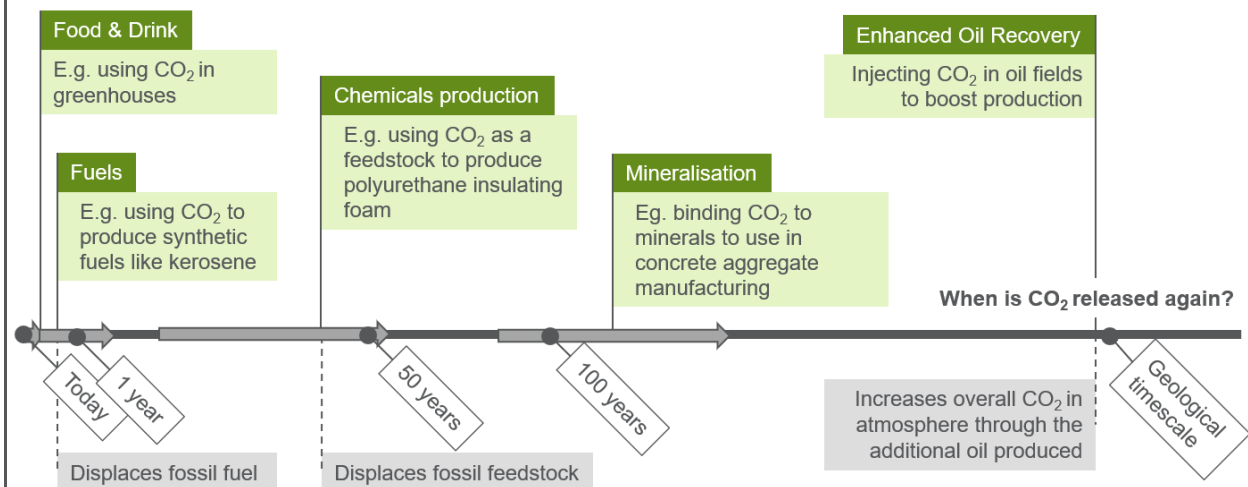 Food & Drink
E.g. using CO₂ in
greenhouses
Fuels
E.g. using CO₂ to
produce synthetic
fuels like kerosene
Chemicals production
E.g. using CO₂ as a
feedstock to produce
polyurethane insulating
foam
Mineralisation
Eg. binding CO₂ to
minerals to use in
concrete aggregate
manufacturing
Enhanced Oil Recovery
Injecting CO₂ in oil fields
to boost production
When is CO₂ released again?
Today
1 year
50 years
100 years
Geological
timescale
Displaces fossil fuel
Displaces fossil feedstock
Increases overall CO₂ in
atmosphere through the
additional oil produced